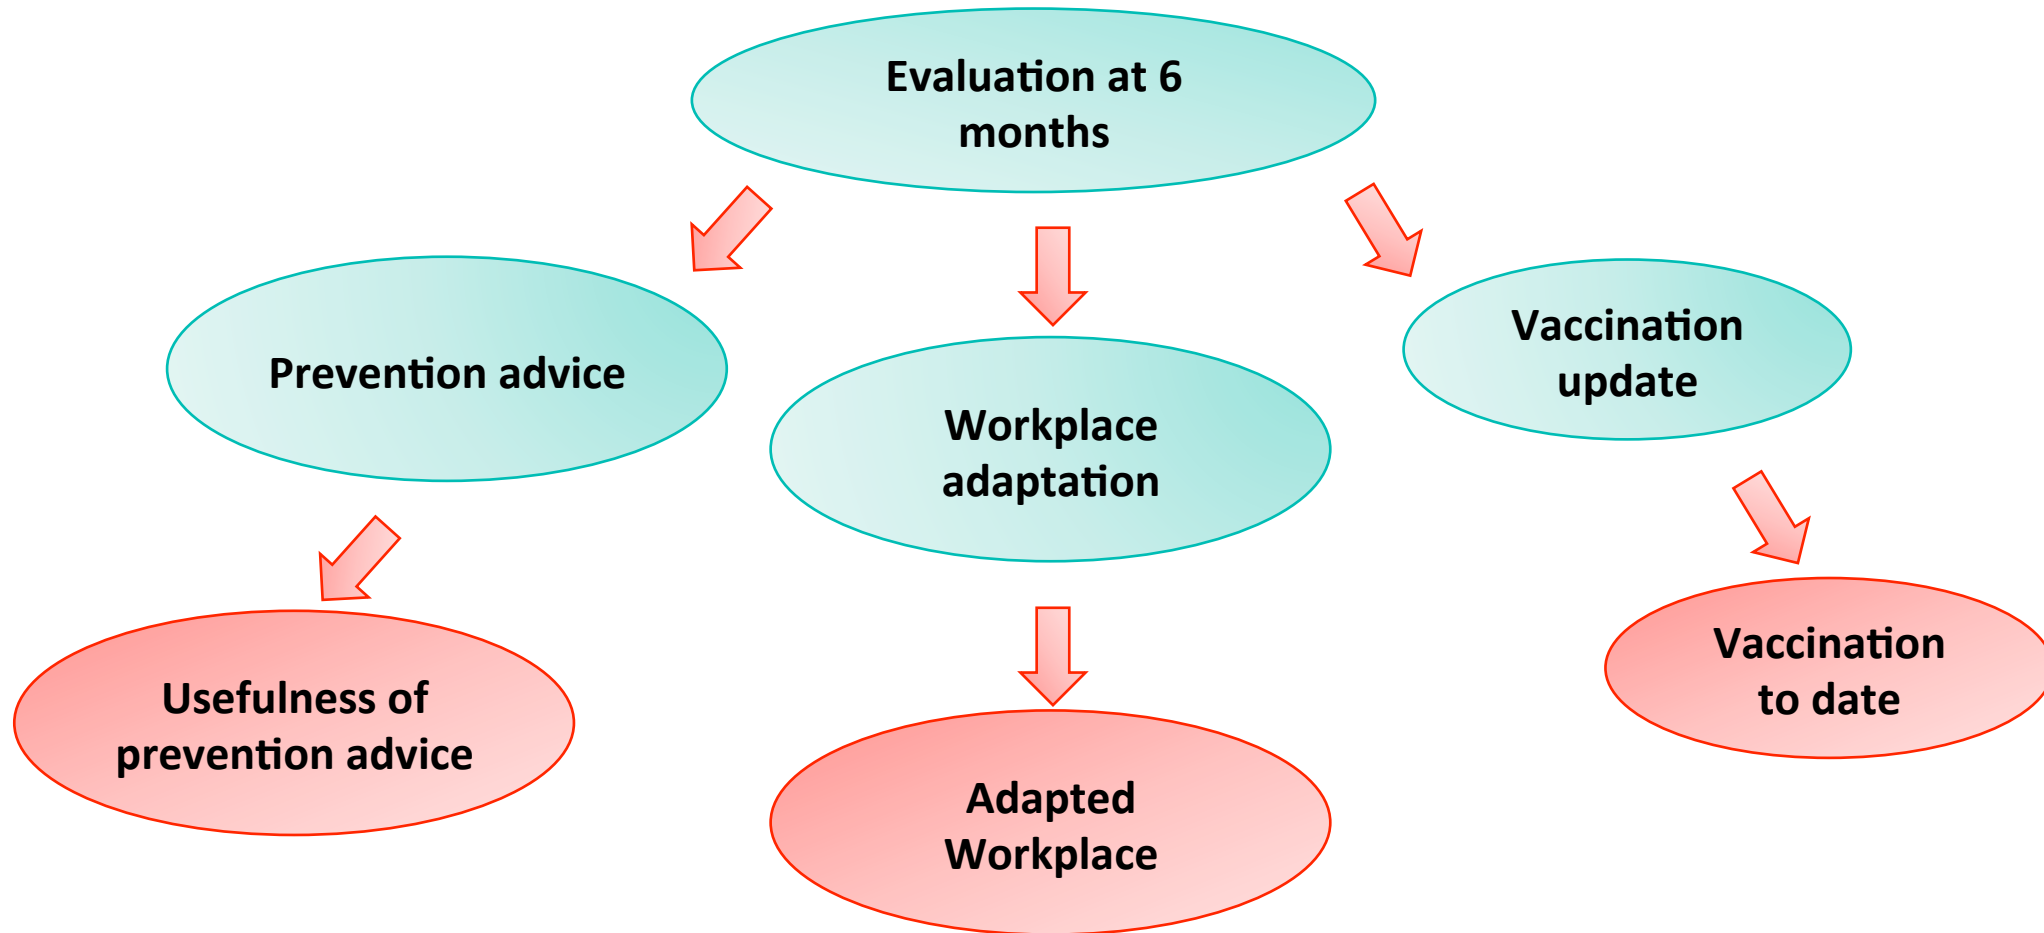 Evaluation at 6
months
Prevention advice
Workplace
adaptation
Vaccination
update
Usefulness of
prevention advice
Adapted
Workplace
Vaccination
to date